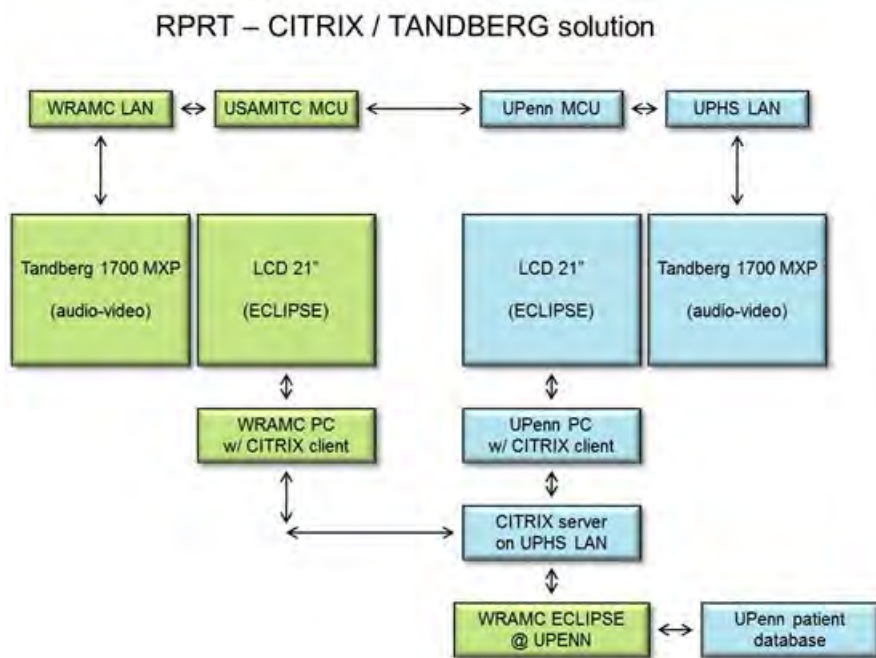 RPRT – CITRIX / TANDBERG solution
WRAMC LAN
USAMITC MCU
UPenn MCU
UPHS LAN
Tandberg 1700 MXP
(audio-video)
LCD 21”
(ECLIPSE)
LCD 21”
(ECLIPSE)
Tandberg 1700 MXP
(audio-video)
WRAMC PC
w/ CITRIX client
UPenn PC
w/ CITRIX client
CITRIX server
on UPHS LAN
WRAMC ECLIPSE
@ UPENN
UPenn patient
database